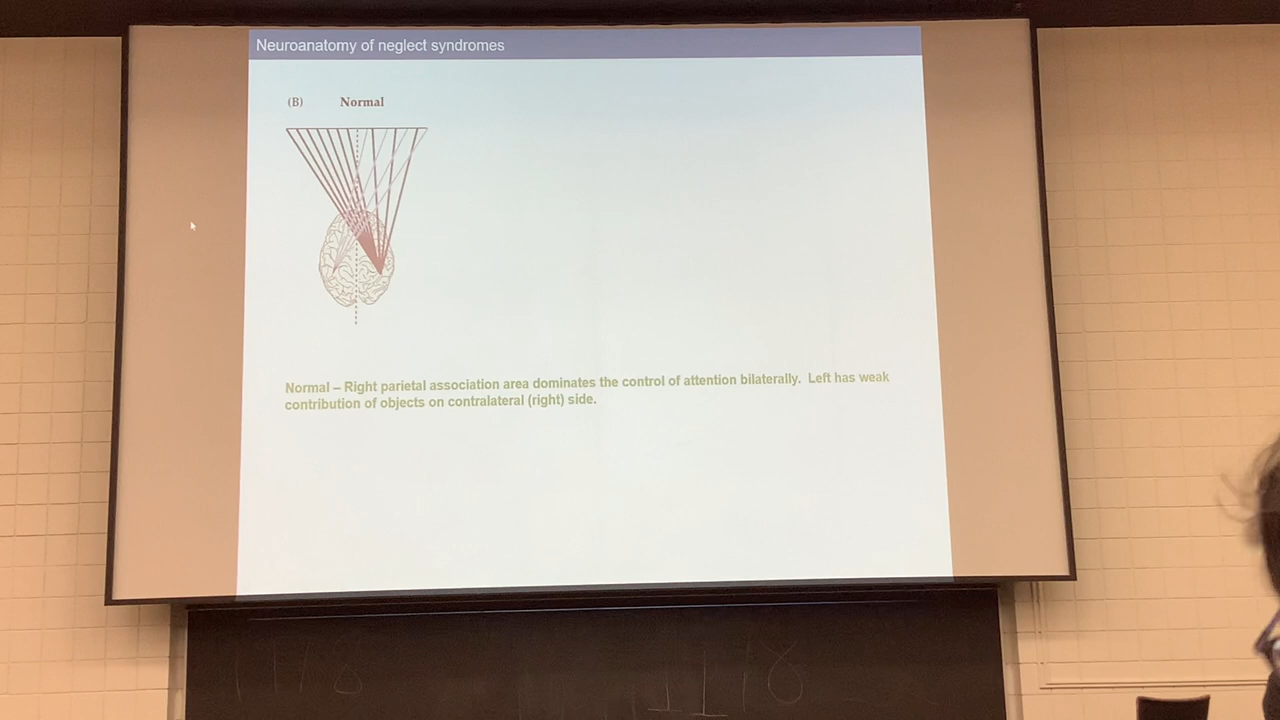 Neuroanatomy of neglect syndromes
(B) Normal
Normal – Right parietal association area dominates the control of attention bilaterally. Left has weak
contribution of objects on contralateral (right) side.